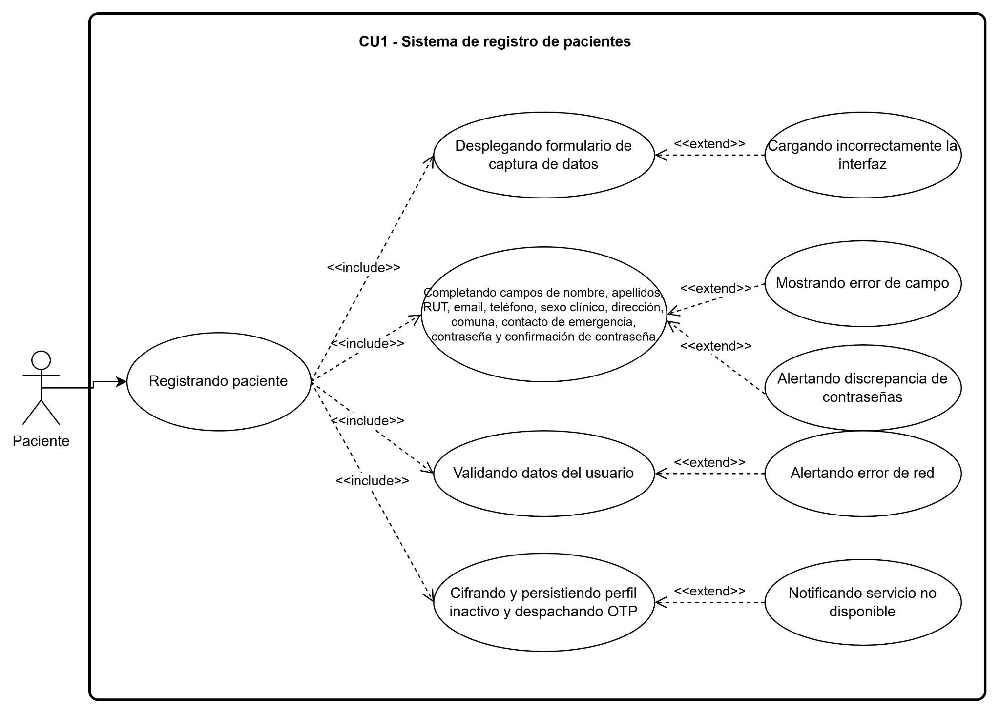 CU1 - Sistema de registro de pacientes
Desplegando formulario de
captura de datos
<<extend>>
Cargando incorrectamente la
interfaz
<<include>>
Completando campos de nombre, apellidos,
RUT, email, teléfono, sexo clínico, dirección,
comuna, contacto de emergencia,
contraseña y confirmación de contraseña
<<extend>>
Mostrando error de campo
<<include>>
<<extend>>
Alertando discrepancia de
contraseñas
Registrando paciente
Paciente
<<include>>
Validando datos del usuario
<<extend>>
Alertando error de red
<<include>>
Cifrando y persistiendo perfil
inactivo y despachando OTP
<<extend>>
Notificando servicio no
disponible